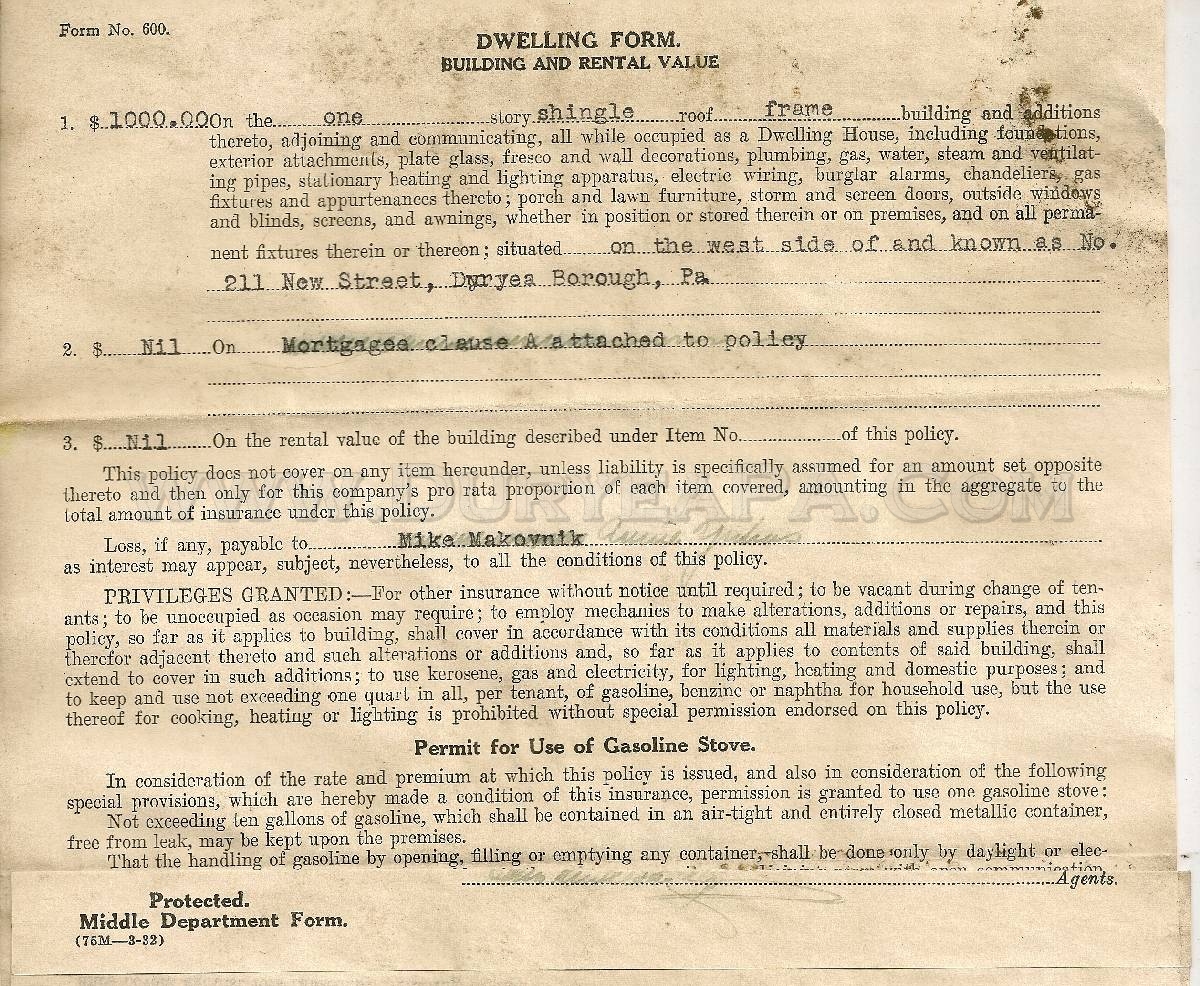 Form No. 600.
DWELLING FORM.
BUILDING AND RENTAL VALUE
1. $ 1000.00 On the one story shingle roof frame building and additions
thereto, adjoining and communicating, all while occupied as a Dwelling House, including foundations,
exterior attachments, plate glass, fresco and wall decorations, plumbing, gas, water, steam and ventilat-
ing pipes, stationary heating and lighting apparatus, electric wiring, burglar alarms, chandeliers, gas
fixtures and appurtenances thereto; porch and lawn furniture, storm and screen doors, outside windows
and blinds, screens, and awnings, whether in position or stored therein or on premises, and on all perma-
nent fixtures therein or thereon; situated on the west side of and known as No.
211 New Street, Duryea Borough, Pa
2. $ Nil On Mortgagee clause A attached to policy
3. $ Nil On the rental value of the building described under Item No. of this policy.
This policy does not cover on any item hereunder, unless liability is specifically assumed for an amount set opposite
thereto and then only for this company's pro rata proportion of each item covered, amounting in the aggregate to the
total amount of insurance under this policy.
WWW.DURYEAPA.COM
Loss, if any, payable to Mike Makovnik
as interest may appear, subject, nevertheless, to all the conditions of this policy.
PRIVILEGES GRANTED:—For other insurance without notice until required; to be vacant during change of ten-
ants; to be unoccupied as occasion may require; to employ mechanics to make alterations, additions or repairs, and this
policy, so far as it applies to building, shall cover in accordance with its conditions all materials and supplies therein or
therefor adjacent thereto and such alterations or additions and, so far as it applies to contents of said building, shall
extend to cover in such additions; to use kerosene, gas and electricity, for lighting, heating and domestic purposes; and
to keep and use not exceeding one quart in all, per tenant, of gasoline, benzine or naphtha for household use, but the use
thereof for cooking, heating or lighting is prohibited without special permission endorsed on this policy.
Permit for Use of Gasoline Stove.
In consideration of the rate and premium at which this policy is issued, and also in consideration of the following
special provisions, which are hereby made a condition of this insurance, permission is granted to use one gasoline stove:
Not exceeding ten gallons of gasoline, which shall be contained in an air-tight and entirely closed metallic container,
free from leak, may be kept upon the premises.
That the handling of gasoline by opening, filling or emptying any container, shall be done only by daylight or elec-
Agents.
Protected.
Middle Department Form.
(75M—3-32)